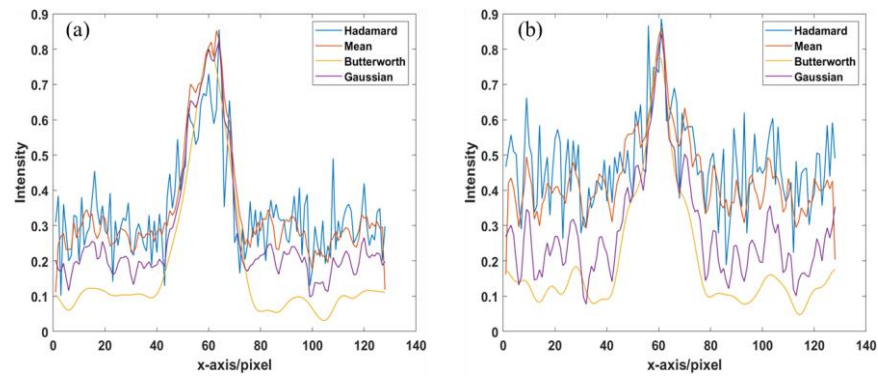 (a)
Hadamard
Mean
Butterworth
Gaussian
Intensity
0.9
0.8
0.7
0.6
0.5
0.4
0.3
0.2
0.1
0
0 20 40 60 80 100 120 140
x-axis/pixel
(b)
Hadamard
Mean
Butterworth
Gaussian
Intensity
0.9
0.8
0.7
0.6
0.5
0.4
0.3
0.2
0.1
0
0 20 40 60 80 100 120 140
x-axis/pixel